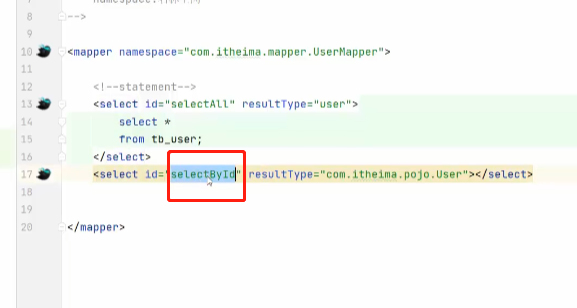 8 -->
9
10 <mapper namespace="com.itheima.mapper.UserMapper">
11
12 <!--statement-->
13 <select id="selectAll" resultType="user">
14 select *
15 from tb_user;
16 </select>
17 <select id="selectById" resultType="com.itheima.pojo.User"></select>
18
19
20 </mapper>